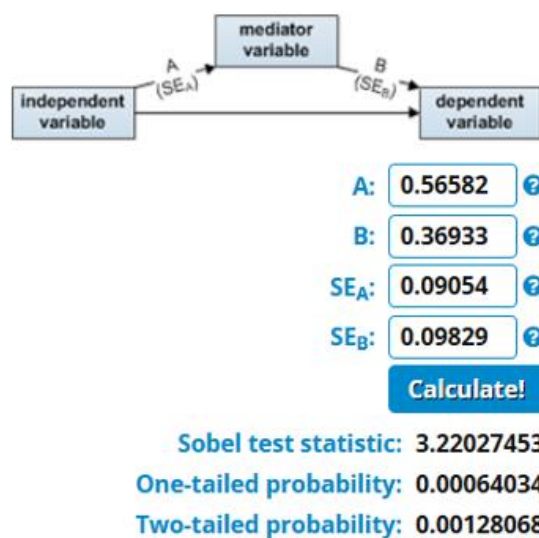 mediator
variable
A
(SEA)
B
(SEB)
independent
variable
dependent
variable
A: 0.56582 ?
B: 0.36933 ?
SEA: 0.09054 ?
SEB: 0.09829 ?
Calculate!
Sobel test statistic: 3.22027453
One-tailed probability: 0.00064034
Two-tailed probability: 0.00128068